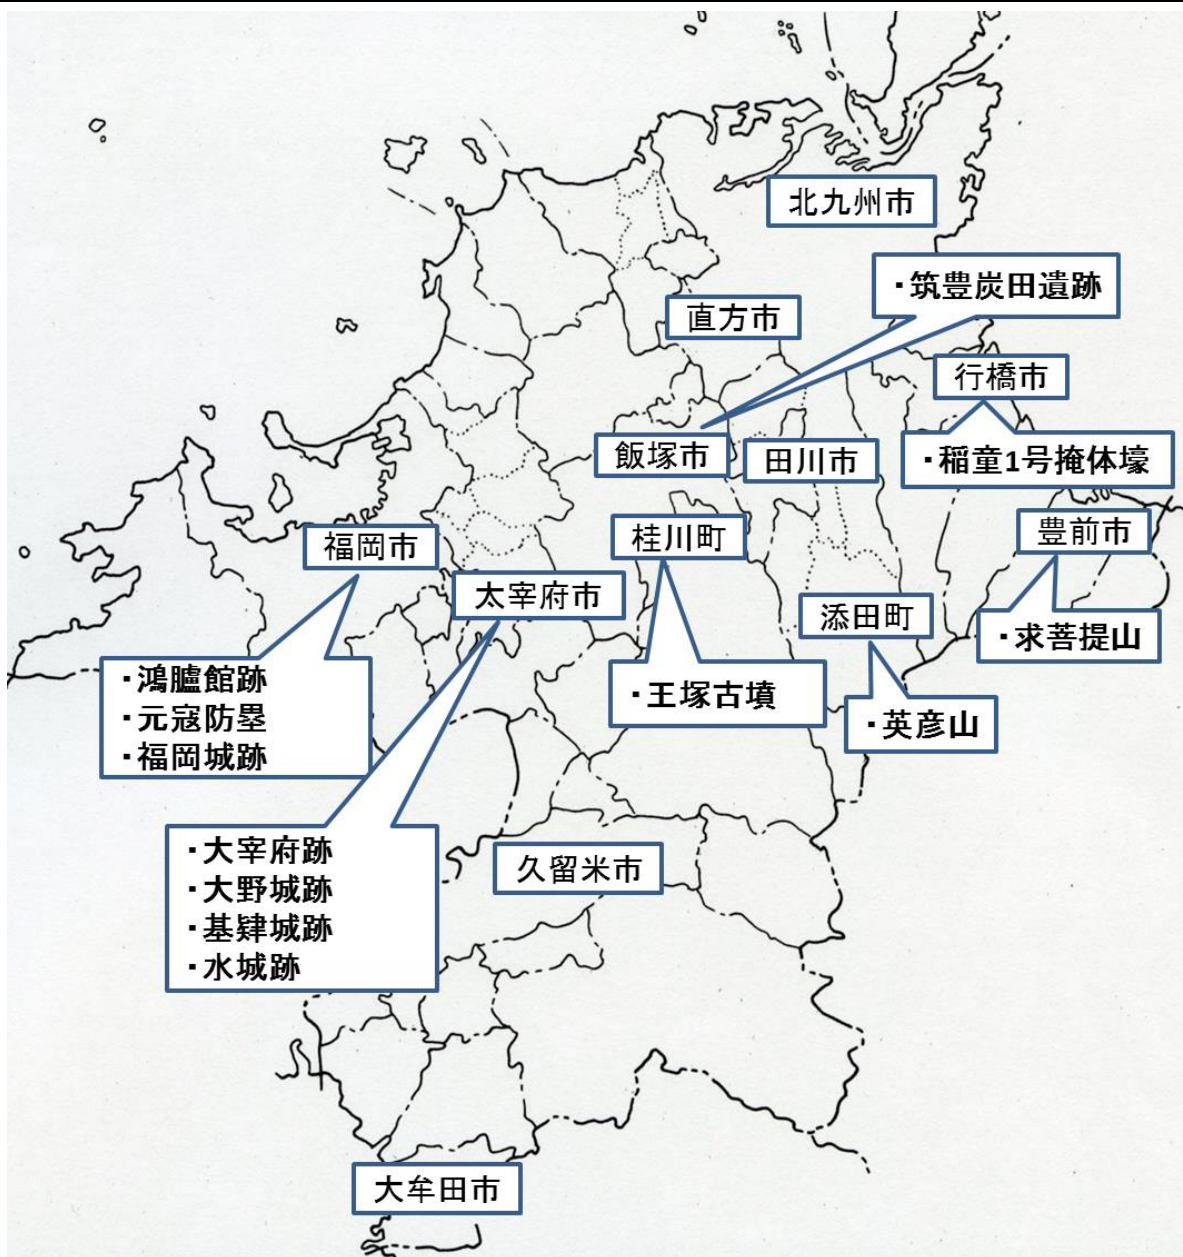 北九州市
・筑豊炭田遺跡
直方市
行橋市
・稲童1号掩体壕
飯塚市
田川市
豊前市
・求菩提山
福岡市
・鴻臚館跡
・元寇防塁
・福岡城跡
桂川町
・王塚古墳
太宰府市
・大宰府跡
・大野城跡
・基肄城跡
・水城跡
添田町
・英彦山
久留米市
大牟田市